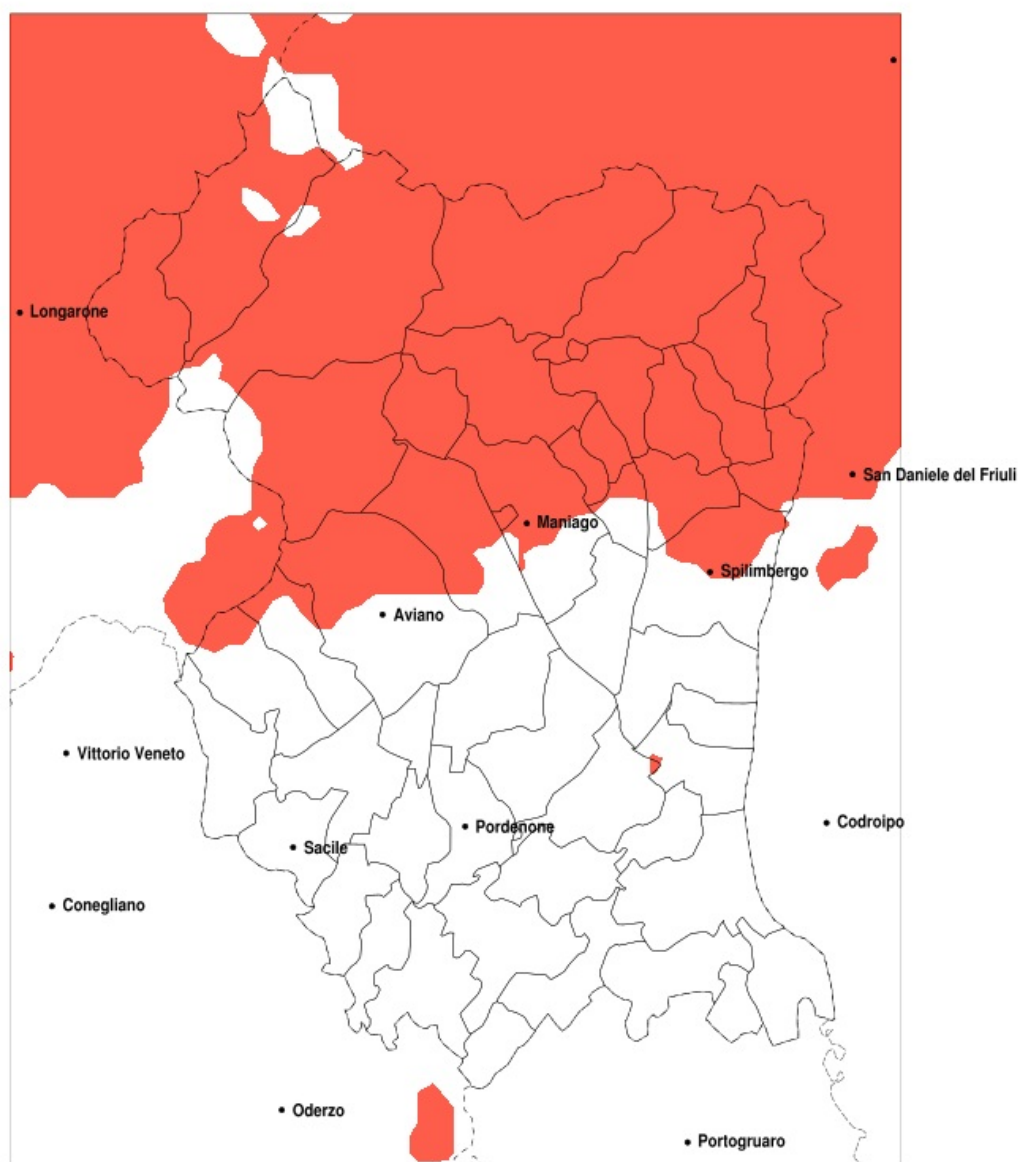 Longarone
San Daniele del Friuli
Maniago
Spilimbergo
Aviano
Vittorio Veneto
Codroipo
Pordenone
Sacile
Conegliano
Oderzo
Portogruaro